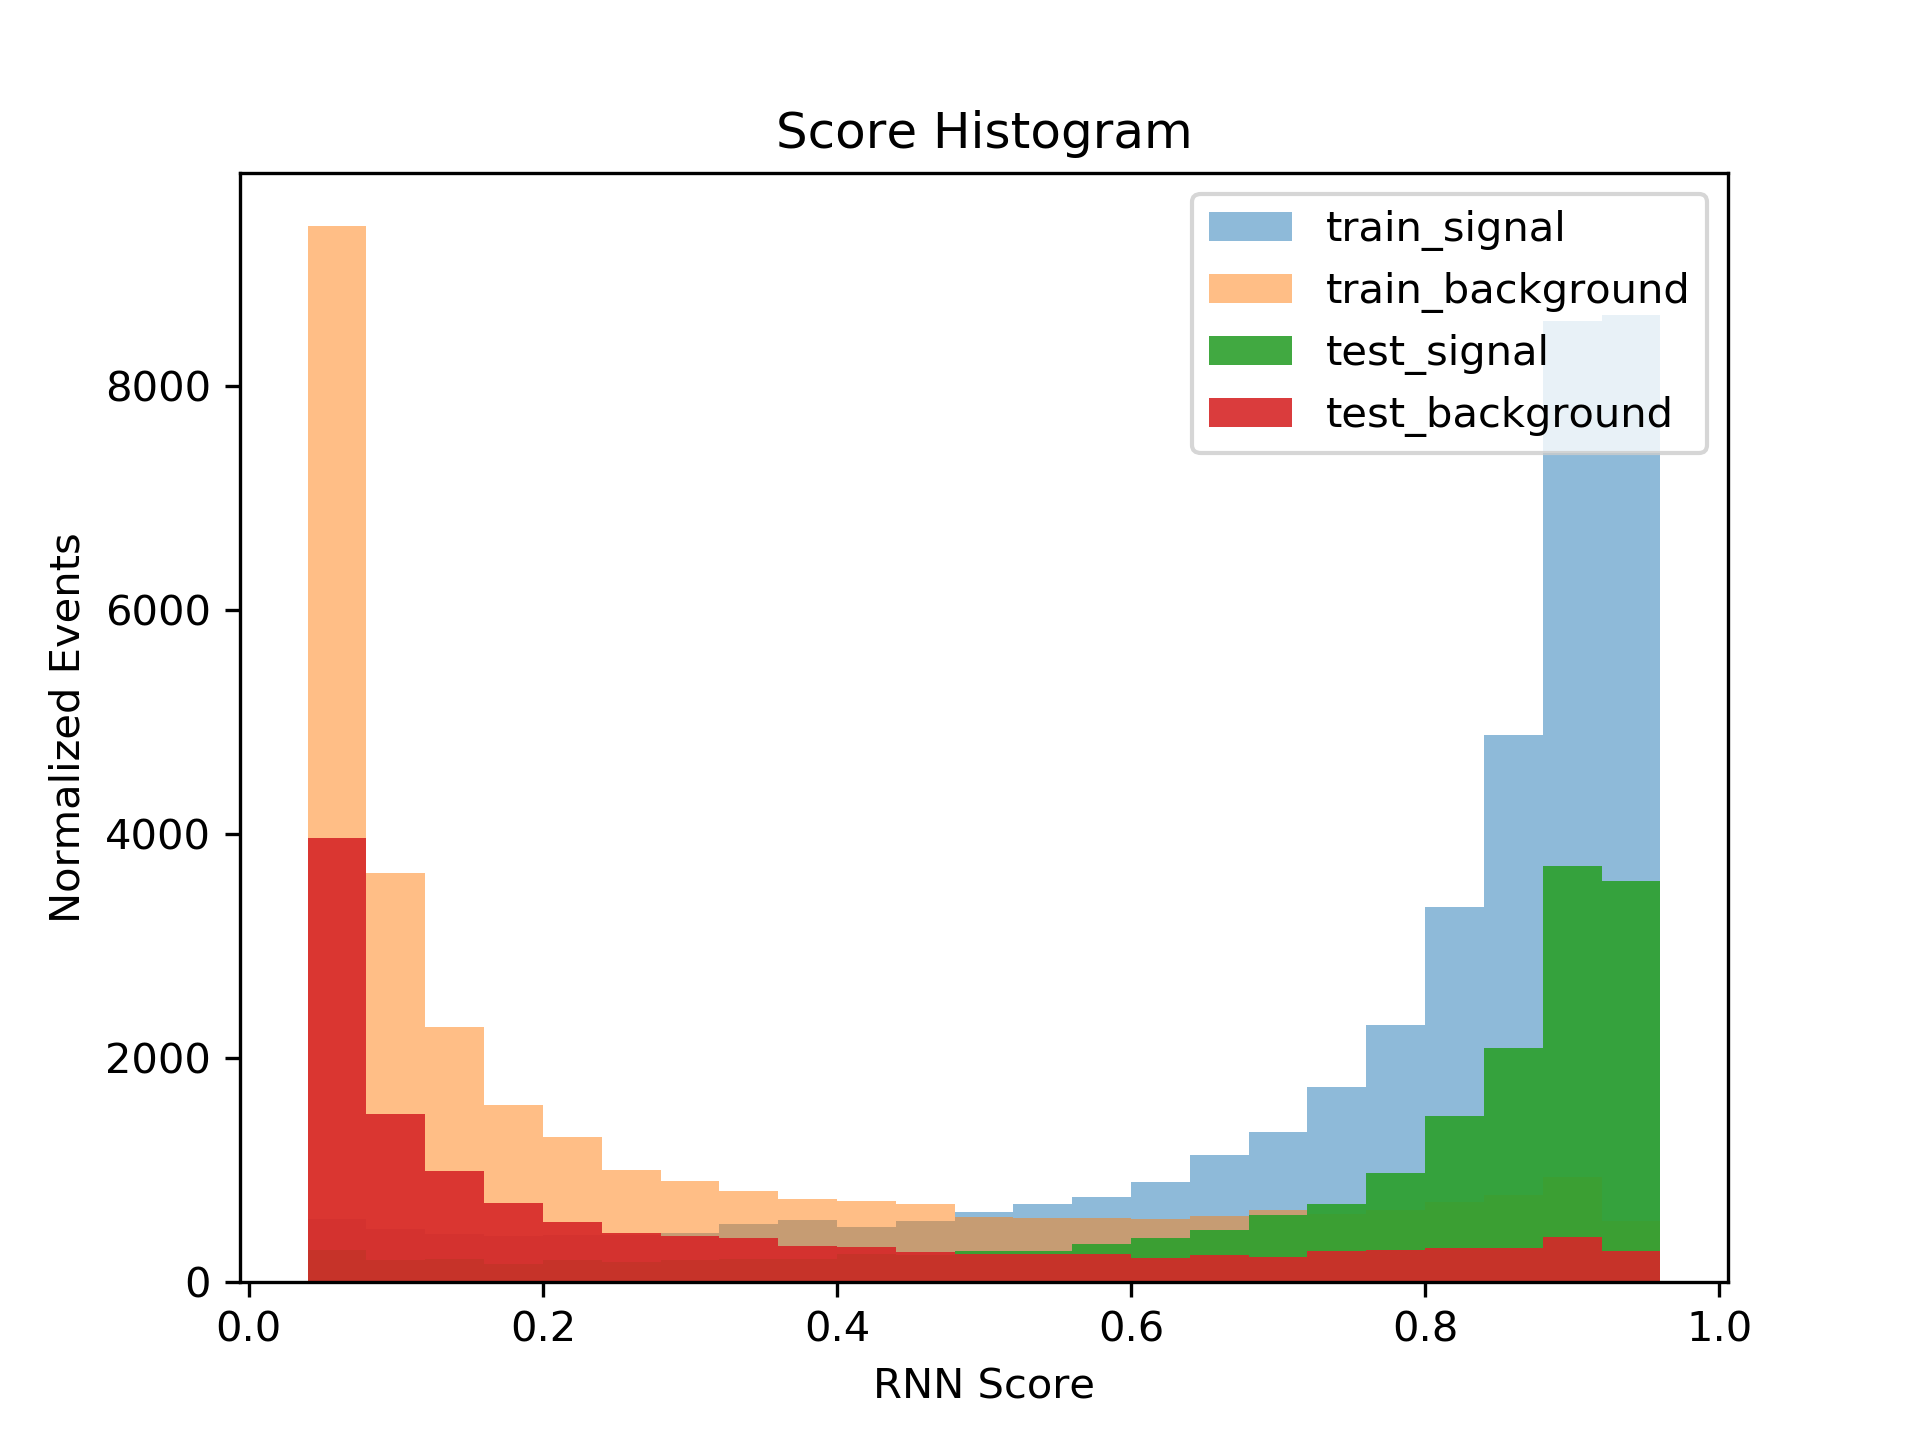 Score Histogram
train_signal
train_background
test_signal
test_background
Normalized Events
8000
6000
4000
2000
0
0.0 0.2 0.4 0.6 0.8 1.0
RNN Score